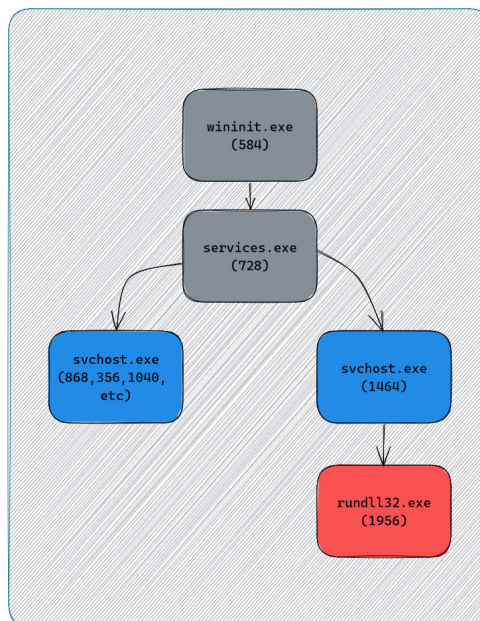 wininit.exe
(584)
services.exe
(728)
svchost.exe
(868,356,1040,
etc)
svchost.exe
(1464)
rundll32.exe
(1956)